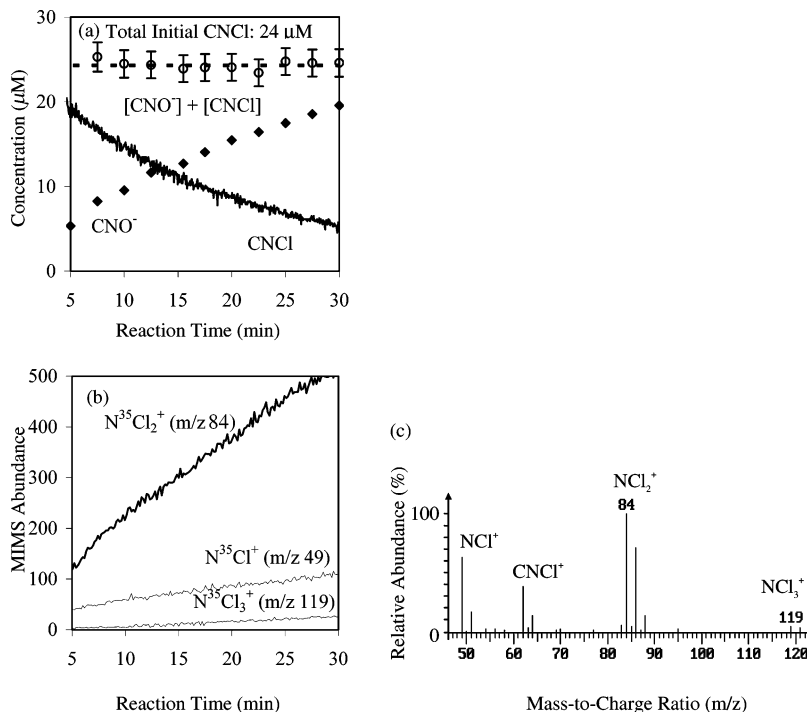 (a) Total Initial CNCl: 24 µM
30
20
10
0
Concentration (µM)
[CNO⁻] + [CNCl]
CNO⁻
CNCl
5 10 15 20 25 30
Reaction Time (min)
(b)
500
400
300
200
100
0
MIMS Abundance
N³⁵Cl₂⁺ (m/z 84)
N³⁵Cl⁺ (m/z 49)
N³⁵Cl₃⁺ (m/z 119)
5 10 15 20 25 30
Reaction Time (min)
(c)
Relative Abundance (%)
100
0
NCl₂⁺
84
NCl⁺
CNCl⁺
NCl₃⁺
119
50 60 70 80 90 100 110 120
Mass-to-Charge Ratio (m/z)